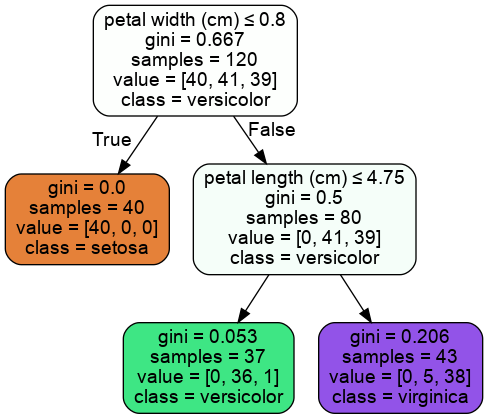 petal width (cm) ≤ 0.8
gini = 0.667
samples = 120
value = [40, 41, 39]
class = versicolor
True
False
gini = 0.0
samples = 40
value = [40, 0, 0]
class = setosa
petal length (cm) ≤ 4.75
gini = 0.5
samples = 80
value = [0, 41, 39]
class = versicolor
gini = 0.053
samples = 37
value = [0, 36, 1]
class = versicolor
gini = 0.206
samples = 43
value = [0, 5, 38]
class = virginica